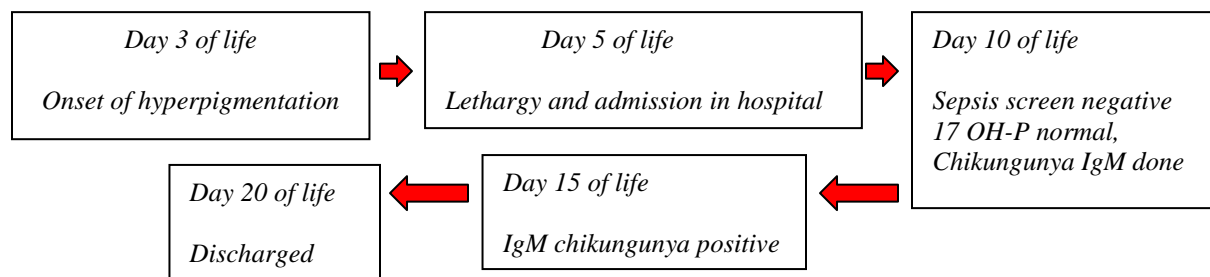 Day 3 of life
Onset of hyperpigmentation
Day 5 of life
Lethargy and admission in hospital
Day 10 of life
Sepsis screen negative
17 OH-P normal,
Chikungunya IgM done
Day 15 of life
IgM chikungunya positive
Day 20 of life
Discharged